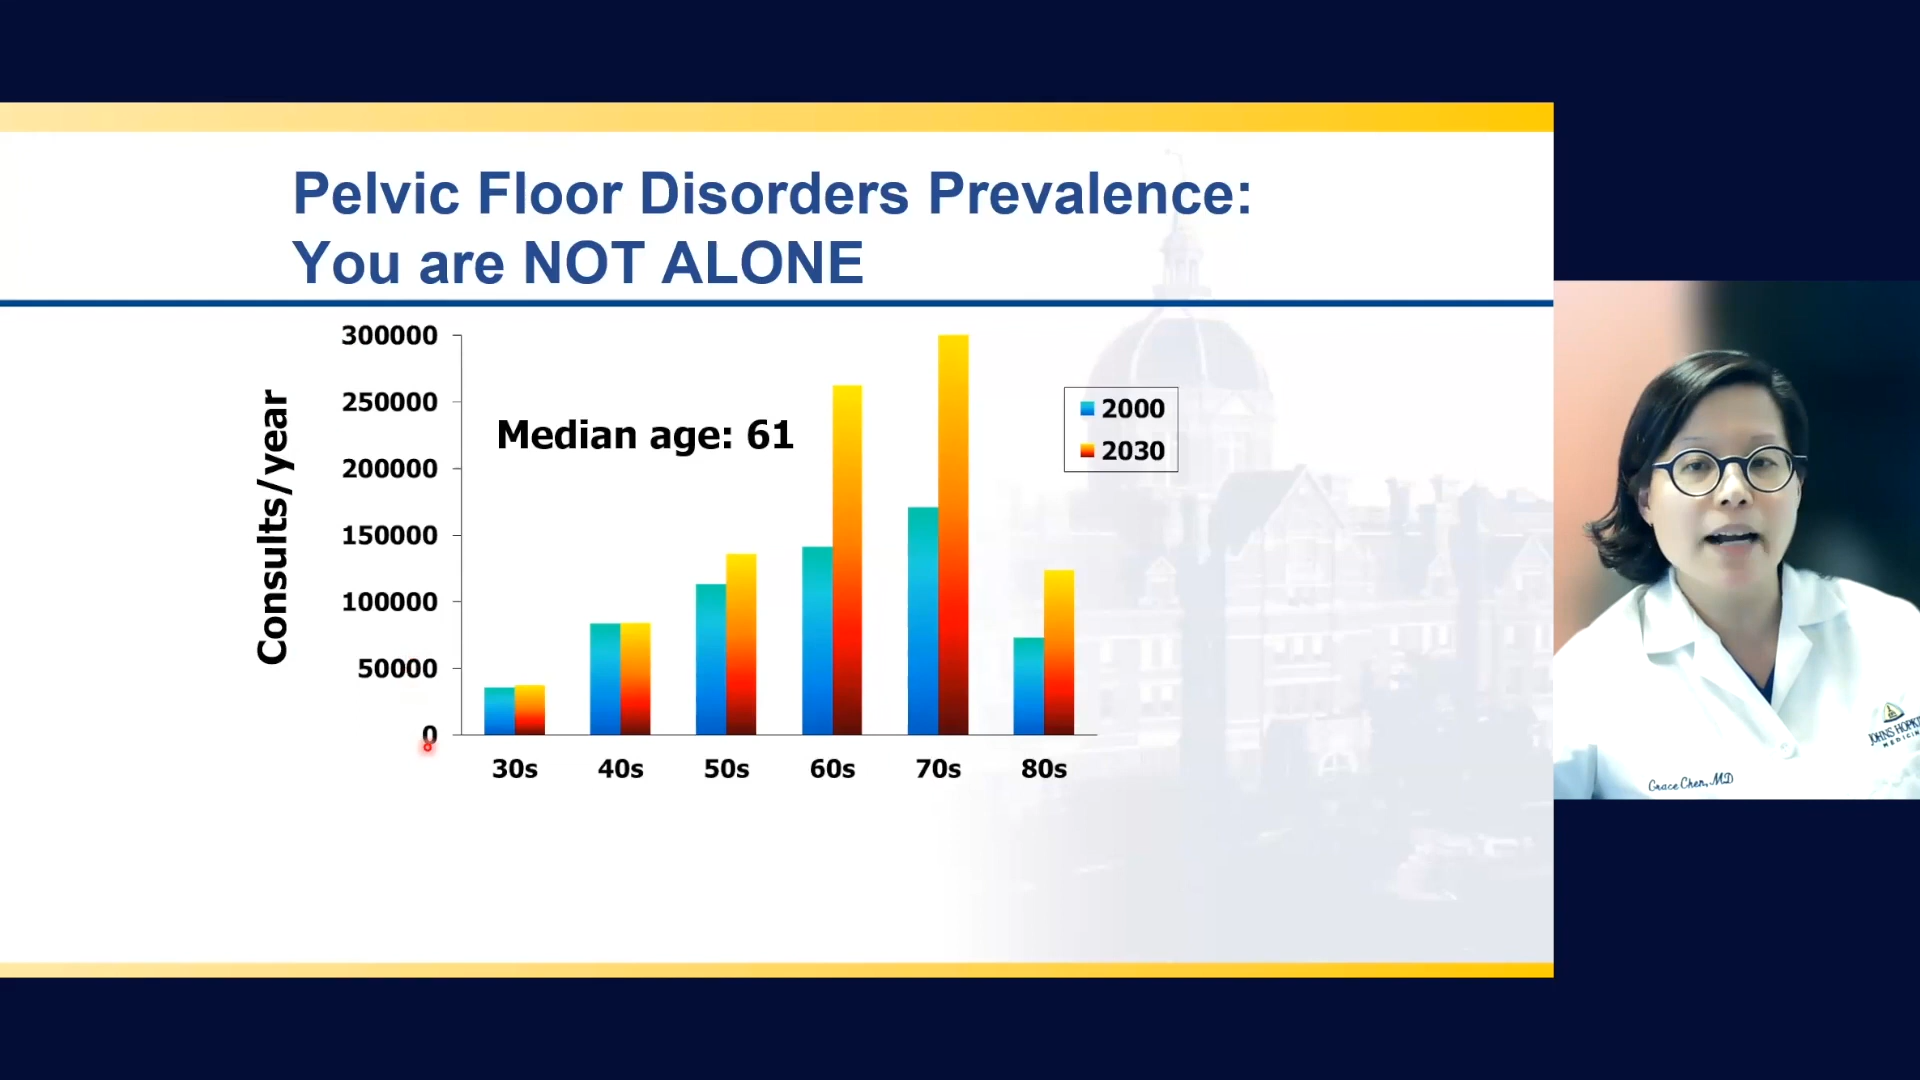 Pelvic Floor Disorders Prevalence:
You are NOT ALONE
Consults/year
300000
250000
200000
150000
100000
50000
0
Median age: 61
2000
2030
30s 40s 50s 60s 70s 80s
Grace Chen, MD